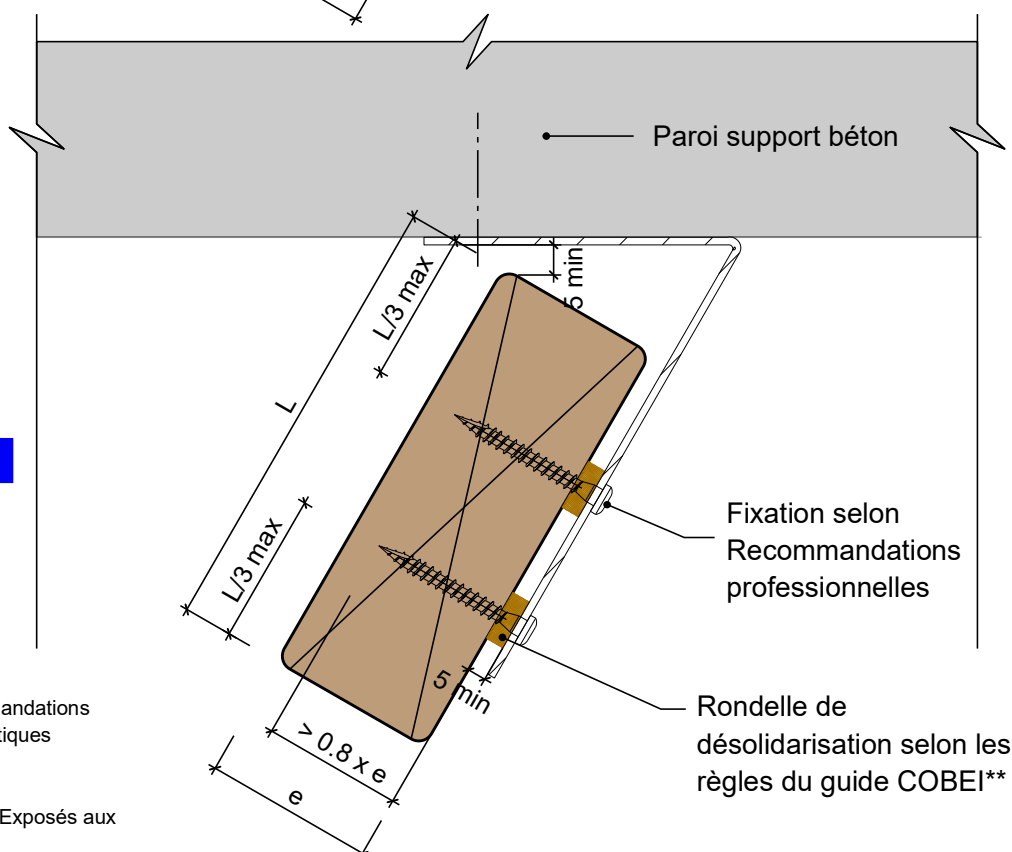 Paroi support béton
5 min
L/3 max
L
L/3 max
Fixation selon
Recommandations
professionnelles
5 min
Rondelle de
désolidarisation selon les
règles du guide COBEI**
> 0.8 x e
e
andations
tiques
Exposés aux